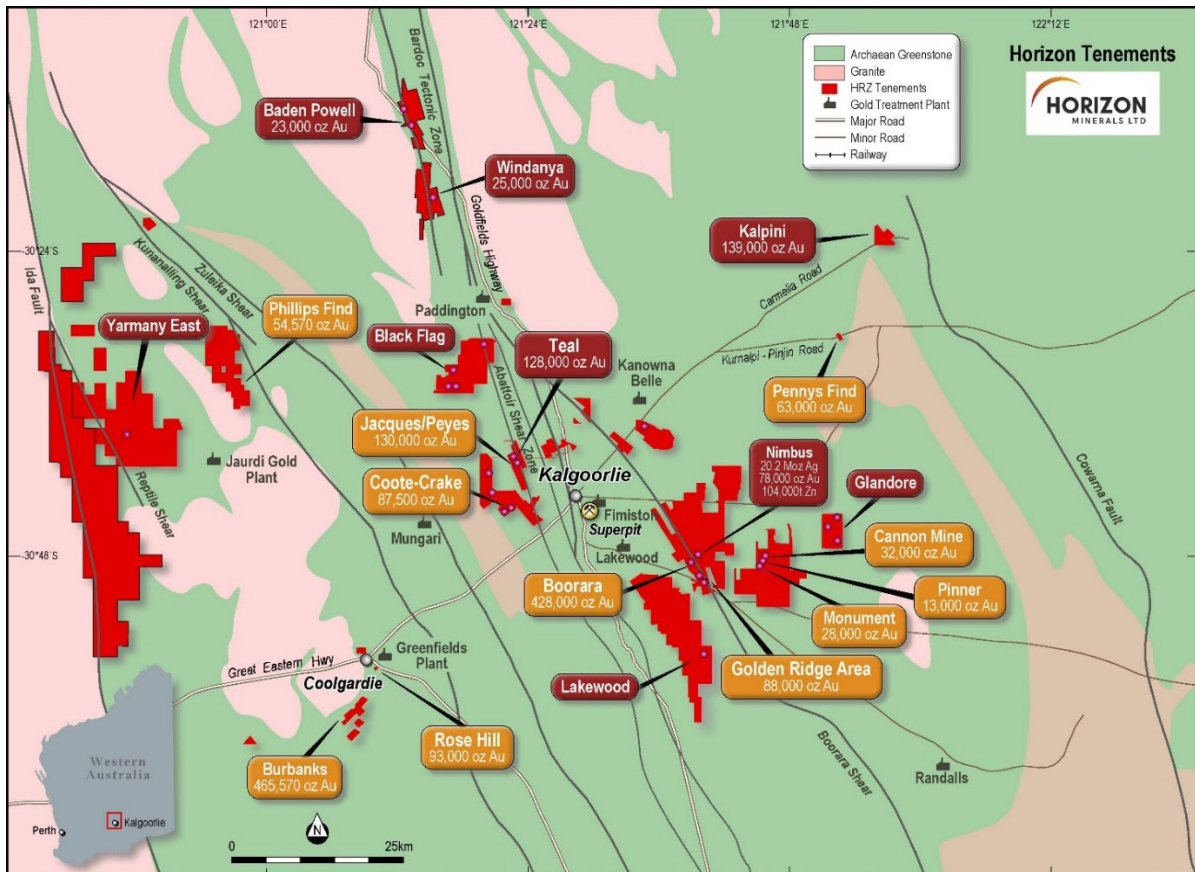 121°00´E
121°24´E
121°48´E
122°12´E
Archaean Greenstone
Granite
HRZ Tenements
Gold Treatment Plant
Major Road
Minor Road
Railway
Horizon Tenements
HORIZON
MINERALS LTD
Bardoc Tectonic Zone
Baden Powell
23,000 oz Au
Windanya
25,000 oz Au
Goldfields Highway
Kalpini
139,000 oz Au
-30°24´S
Ida Fault
Kunanalling Shear
Zuleika Shear
Carmelia Road
Paddington
Phillips Find
54,570 oz Au
Yarmany East
Black Flag
Teal
128,000 oz Au
Kanowna
Belle
Kurnalpi - Pinjin Road
Abattoir Shear Zone
Pennys Find
63,000 oz Au
Jacques/Peyes
130,000 oz Au
Nimbus
20.2 Moz Ag
78,000 oz Au
104,000t Zn
Jaurdi Gold
Plant
Reptile Shear
Coote-Crake
87,500 oz Au
Kalgoorlie
Glandore
Cowarna Fault
Fimiston
Superpit
Mungari
Lakewood
Cannon Mine
32,000 oz Au
-30°48´S
Boorara
428,000 oz Au
Pinner
13,000 oz Au
Monument
28,000 oz Au
Greenfields
Plant
Great Eastern Hwy
Coolgardie
Golden Ridge Area
88,000 oz Au
Lakewood
Rose Hill
93,000 oz Au
Boorara Shear
Randalls
Burbanks
465,570 oz Au
Western
Australia
Perth
Kalgoorlie
N
0
25km